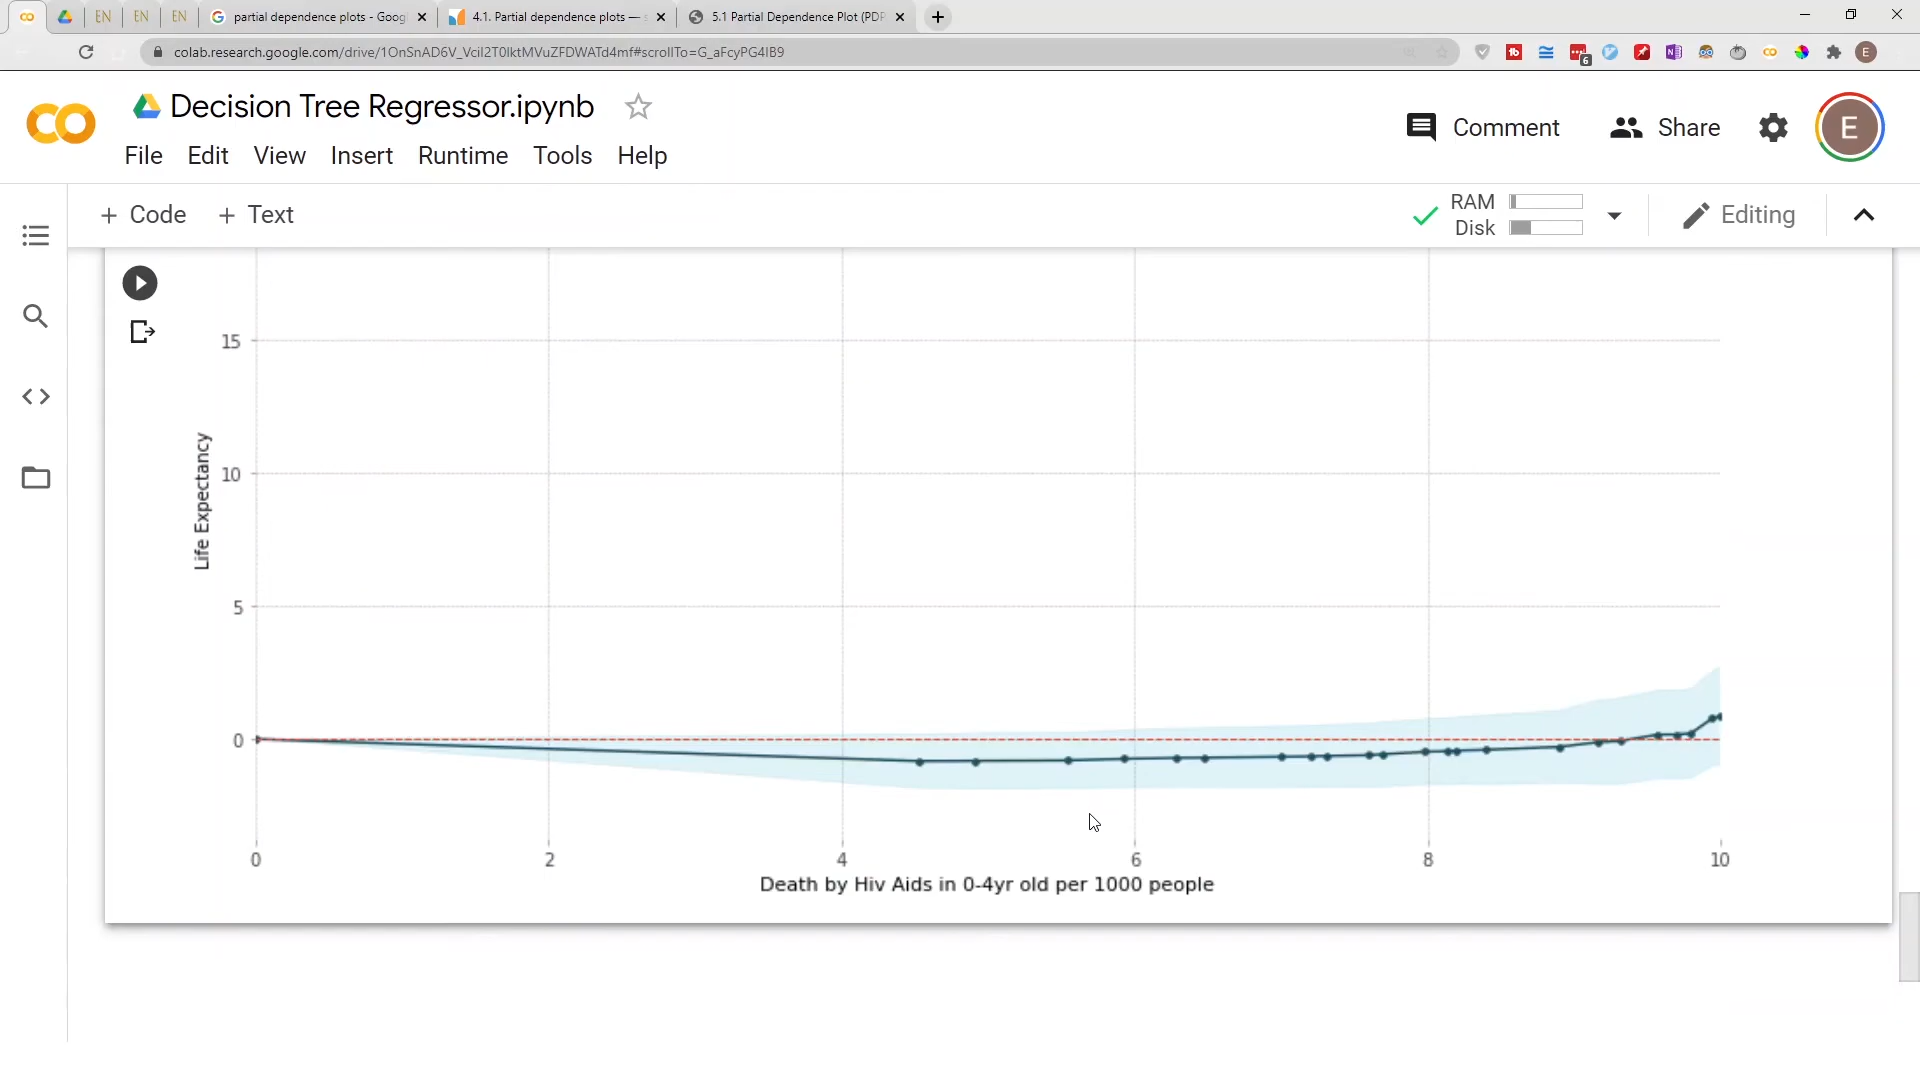 EN
EN
EN
partial dependence plots - Goog
4.1. Partial dependence plots — s
5.1 Partial Dependence Plot (PDP
colab.research.google.com/drive/1OnSnAD6V_Vcil2T0lktMVuZFDWATd4mf#scrollTo=G_aFcyPG4lB9
6
E
Decision Tree Regressor.ipynb
Comment
Share
E
File Edit View Insert Runtime Tools Help
+ Code + Text
RAM
Disk
Editing
15
10
5
0
Life Expectancy
0 2 4 6 8 10
Death by Hiv Aids in 0-4yr old per 1000 people